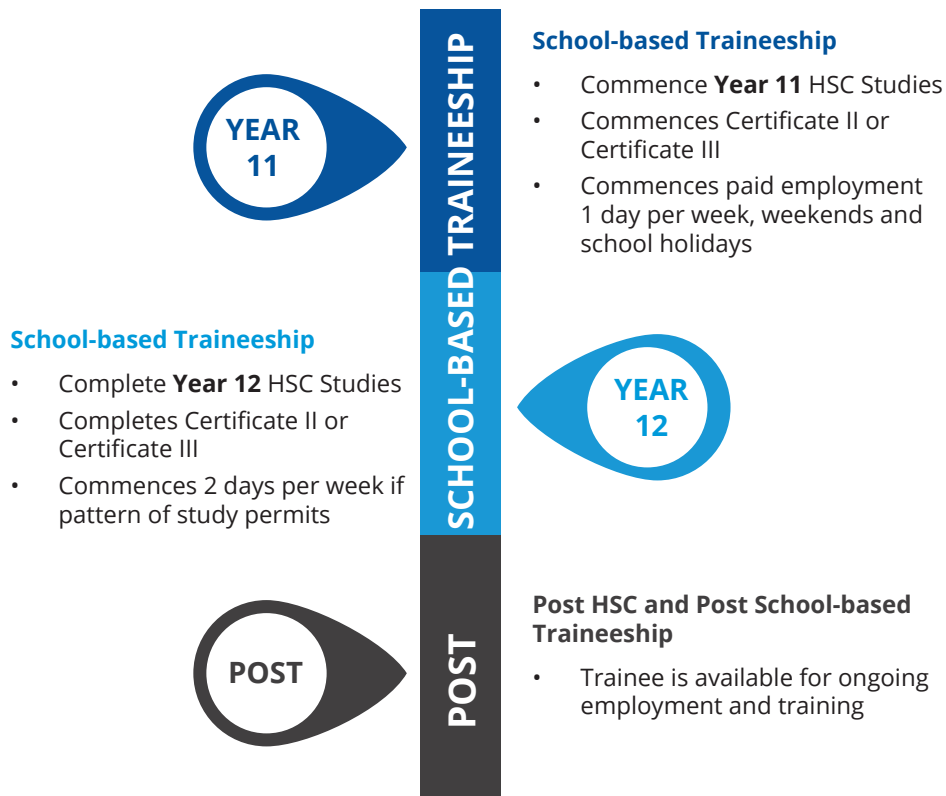 SCHOOL-BASED TRAINEESHIP
YEAR
11
School-based Traineeship
• Commence Year 11 HSC Studies
• Commences Certificate II or
Certificate III
• Commences paid employment
1 day per week, weekends and
school holidays
School-based Traineeship
• Complete Year 12 HSC Studies
• Completes Certificate II or
Certificate III
• Commences 2 days per week if
pattern of study permits
YEAR
12
POST
POST
Post HSC and Post School-based
Traineeship
• Trainee is available for ongoing
employment and training